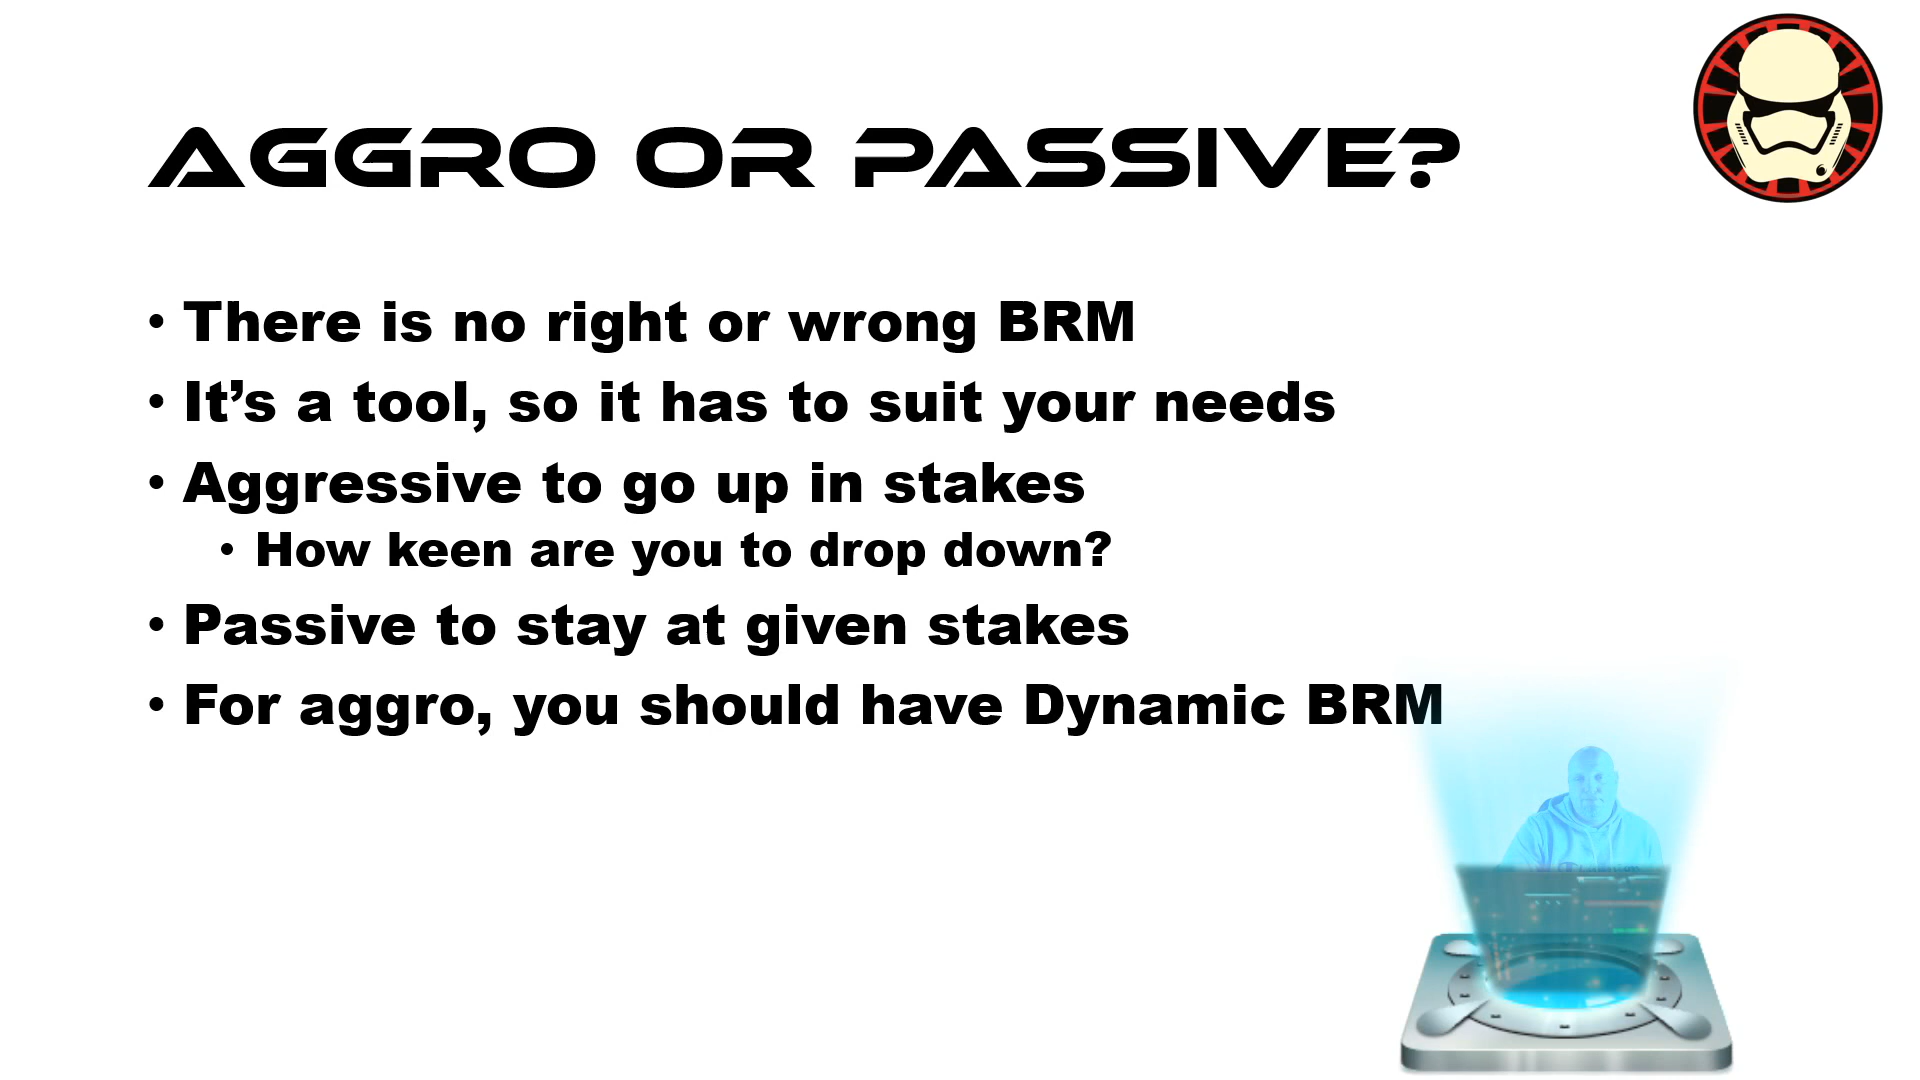 AGGRO OR PASSIVE?
• There is no right or wrong BRM
• It’s a tool, so it has to suit your needs
• Aggressive to go up in stakes
• How keen are you to drop down?
• Passive to stay at given stakes
• For aggro, you should have Dynamic BRM